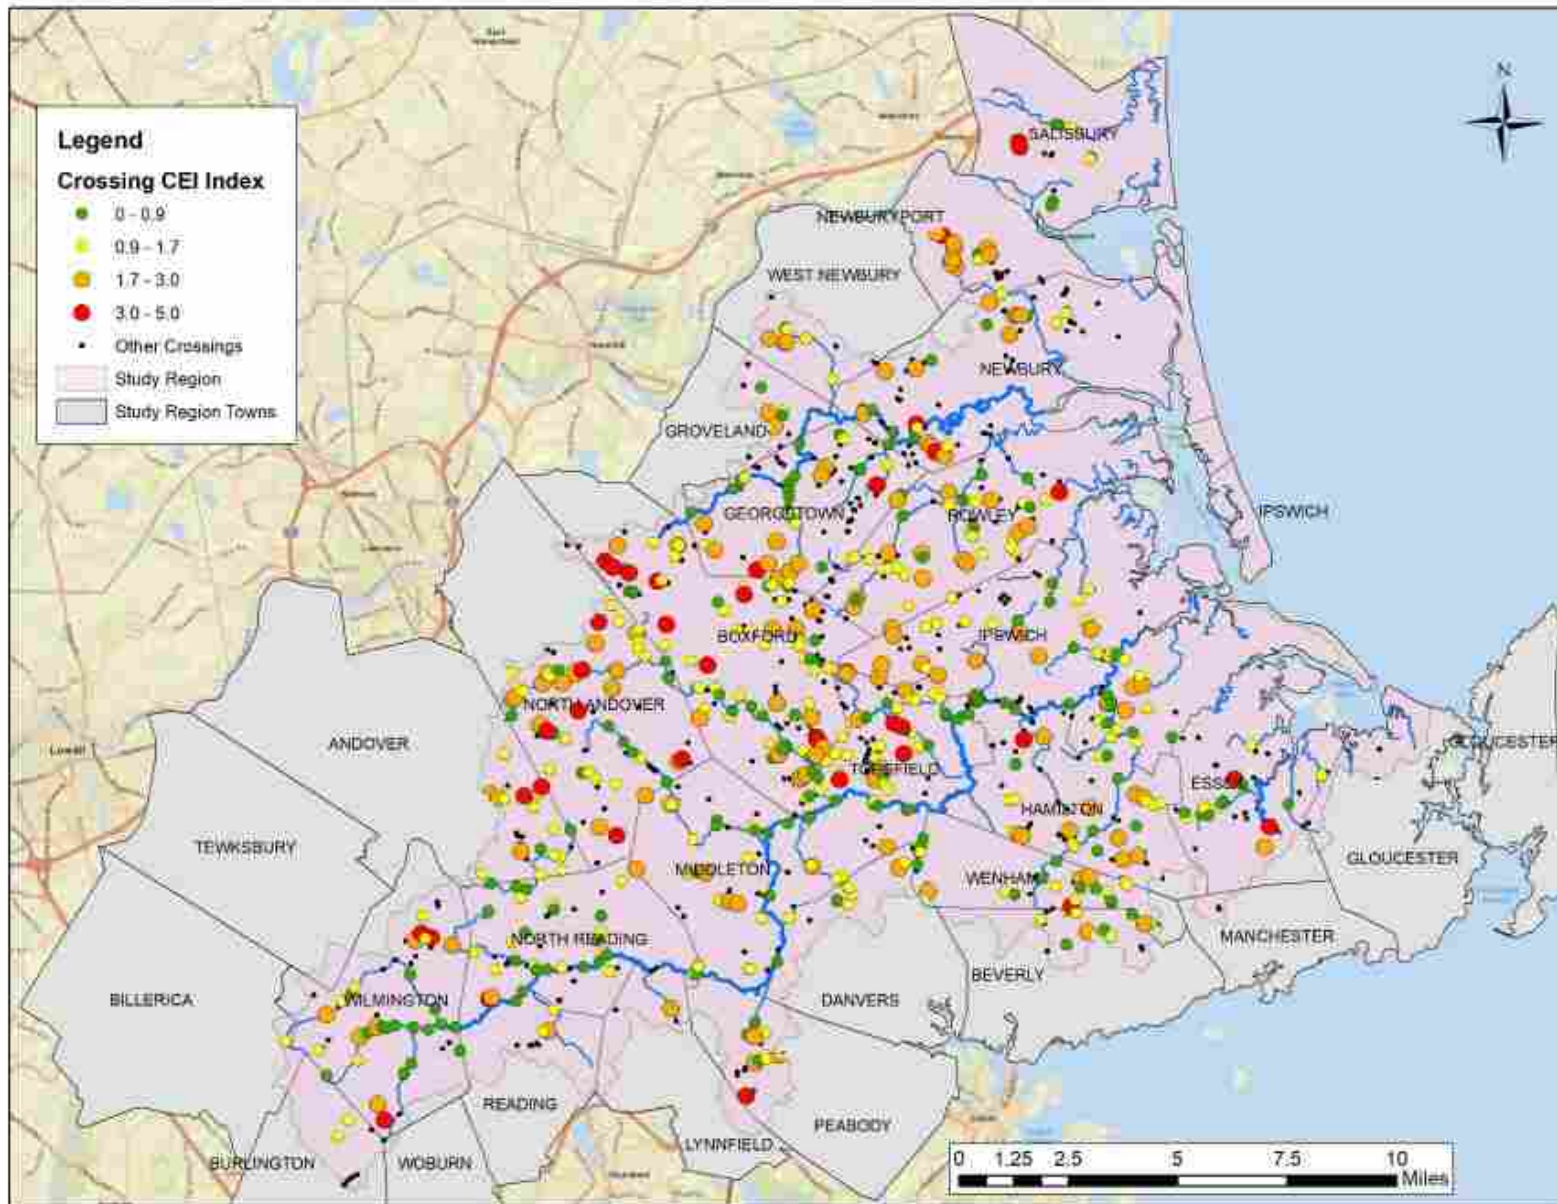 N
Legend
Crossing CEI Index
0 - 0.9
0.9 - 1.7
1.7 - 3.0
3.0 - 5.0
Other Crossings
Study Region
Study Region Towns
SALISBURY
NEWBURYPORT
WEST NEWBURY
NEWBURY
GROVELAND
GEORGETOWN
ROWLEY
IPSWICH
BOXFORD
IPSWICH
NORTH ANDOVER
ANDOVER
GLOUCESTER
TOPSFIELD
ESSEX
HAMILTON
TEWKSBURY
MIDDLETON
WENHAM
GLOUCESTER
NORTH READING
MANCHESTER
BEVERLY
BILLERICA
WILMINGTON
DANVERS
READING
PEABODY
LYNNFIELD
BURLINGTON
WOBURN
0 1.25 2.5 5 7.5 10
Miles